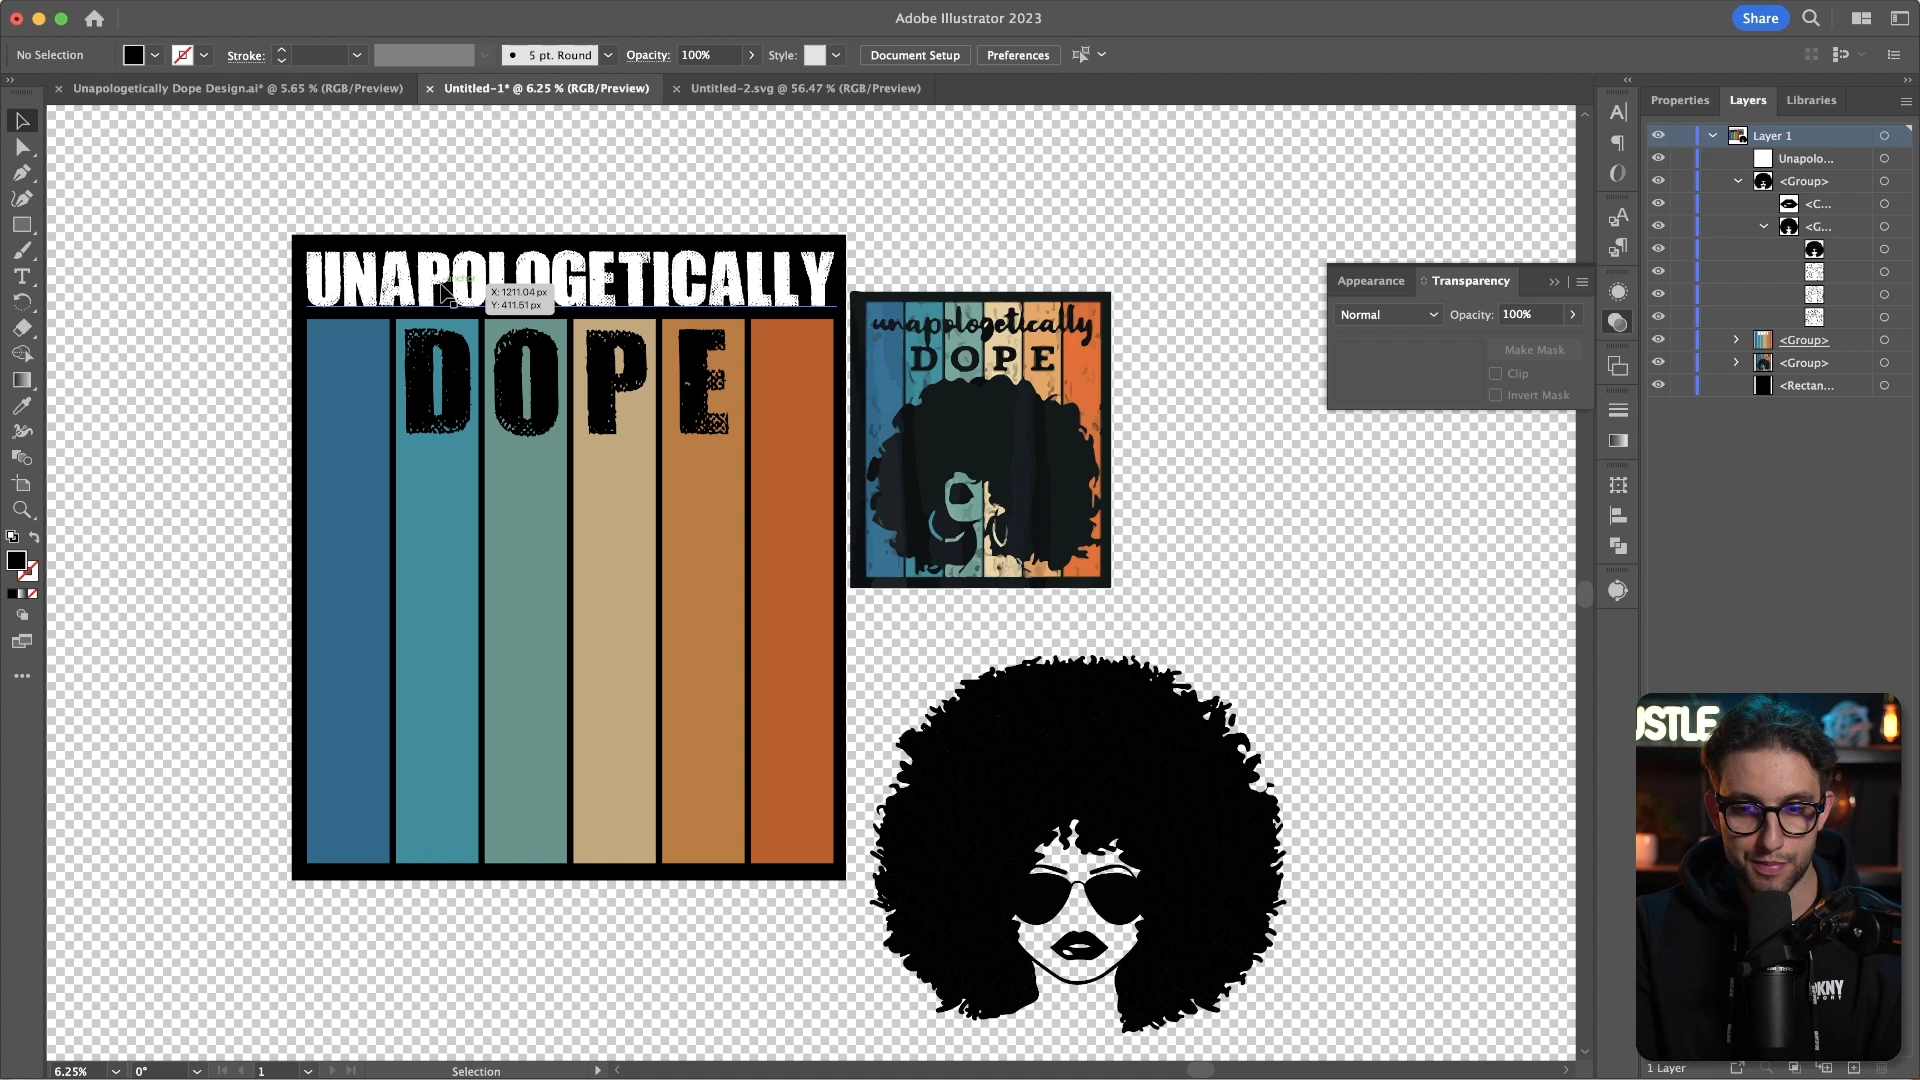 Adobe Illustrator 2023
Share
No Selection
Stroke:
5 pt. Round
Opacity: 100%
Style:
Document Setup
Preferences
Unapologetically Dope Design.ai* @ 5.65 % (RGB/Preview)
Untitled-1* @ 6.25 % (RGB/Preview)
Untitled-2.svg @ 56.47 % (RGB/Preview)
Properties
Layers
Libraries
Layer 1
Unapolo...
<Group>
<C...
<G...
<Group>
<Group>
<Rectan...
UNAPOLOGETICALLY
X: 1211.04 px
Y: 411.51 px
DOPE
unapologetically
DOPE
Appearance
Transparency
Normal
Opacity: 100%
Make Mask
Clip
Invert Mask
USTLE
DKNY
6.25%
0°
1
Selection
1 Layer